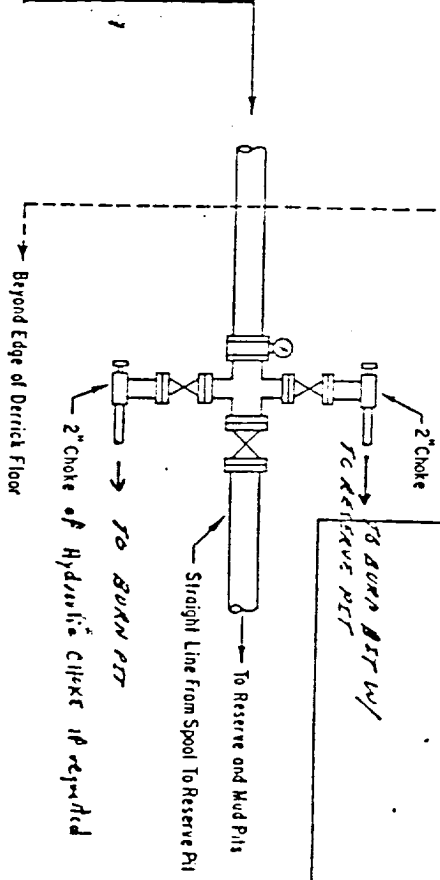 2" Choke
TO BURN PIT W/
TO RESERVE PIT
To Reserve and Mud Pits
Straight Line From Spool To Reserve Pit
TO BURN PIT
2" Choke of Hydraulic CHOKE IF required
Beyond Edge of Derrick Floor